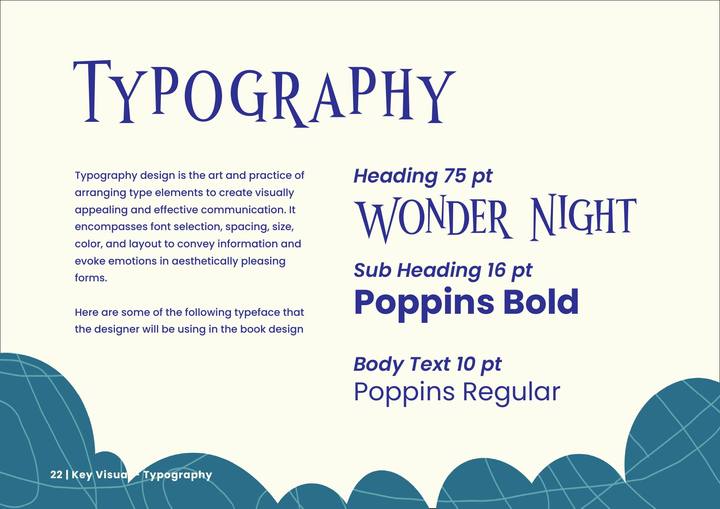 Typography
Typography design is the art and practice of
arranging type elements to create visually
appealing and effective communication. It
encompasses font selection, spacing, size,
color, and layout to convey information and
evoke emotions in aesthetically pleasing
forms.
Here are some of the following typeface that
the designer will be using in the book design
Heading 75 pt
Wonder Night
Sub Heading 16 pt
Poppins Bold
Body Text 10 pt
Poppins Regular
22 | Key Visual - Typography